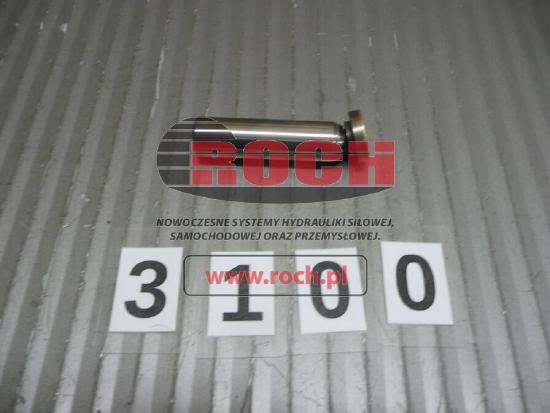 ROCH
NOWOCZESNE SYSTEMY HYDRAULIKI SIŁOWEJ,
SAMOCHODOWEJ ORAZ PRZEMYSŁOWEJ.
www.roch.pl
3 1 0 0